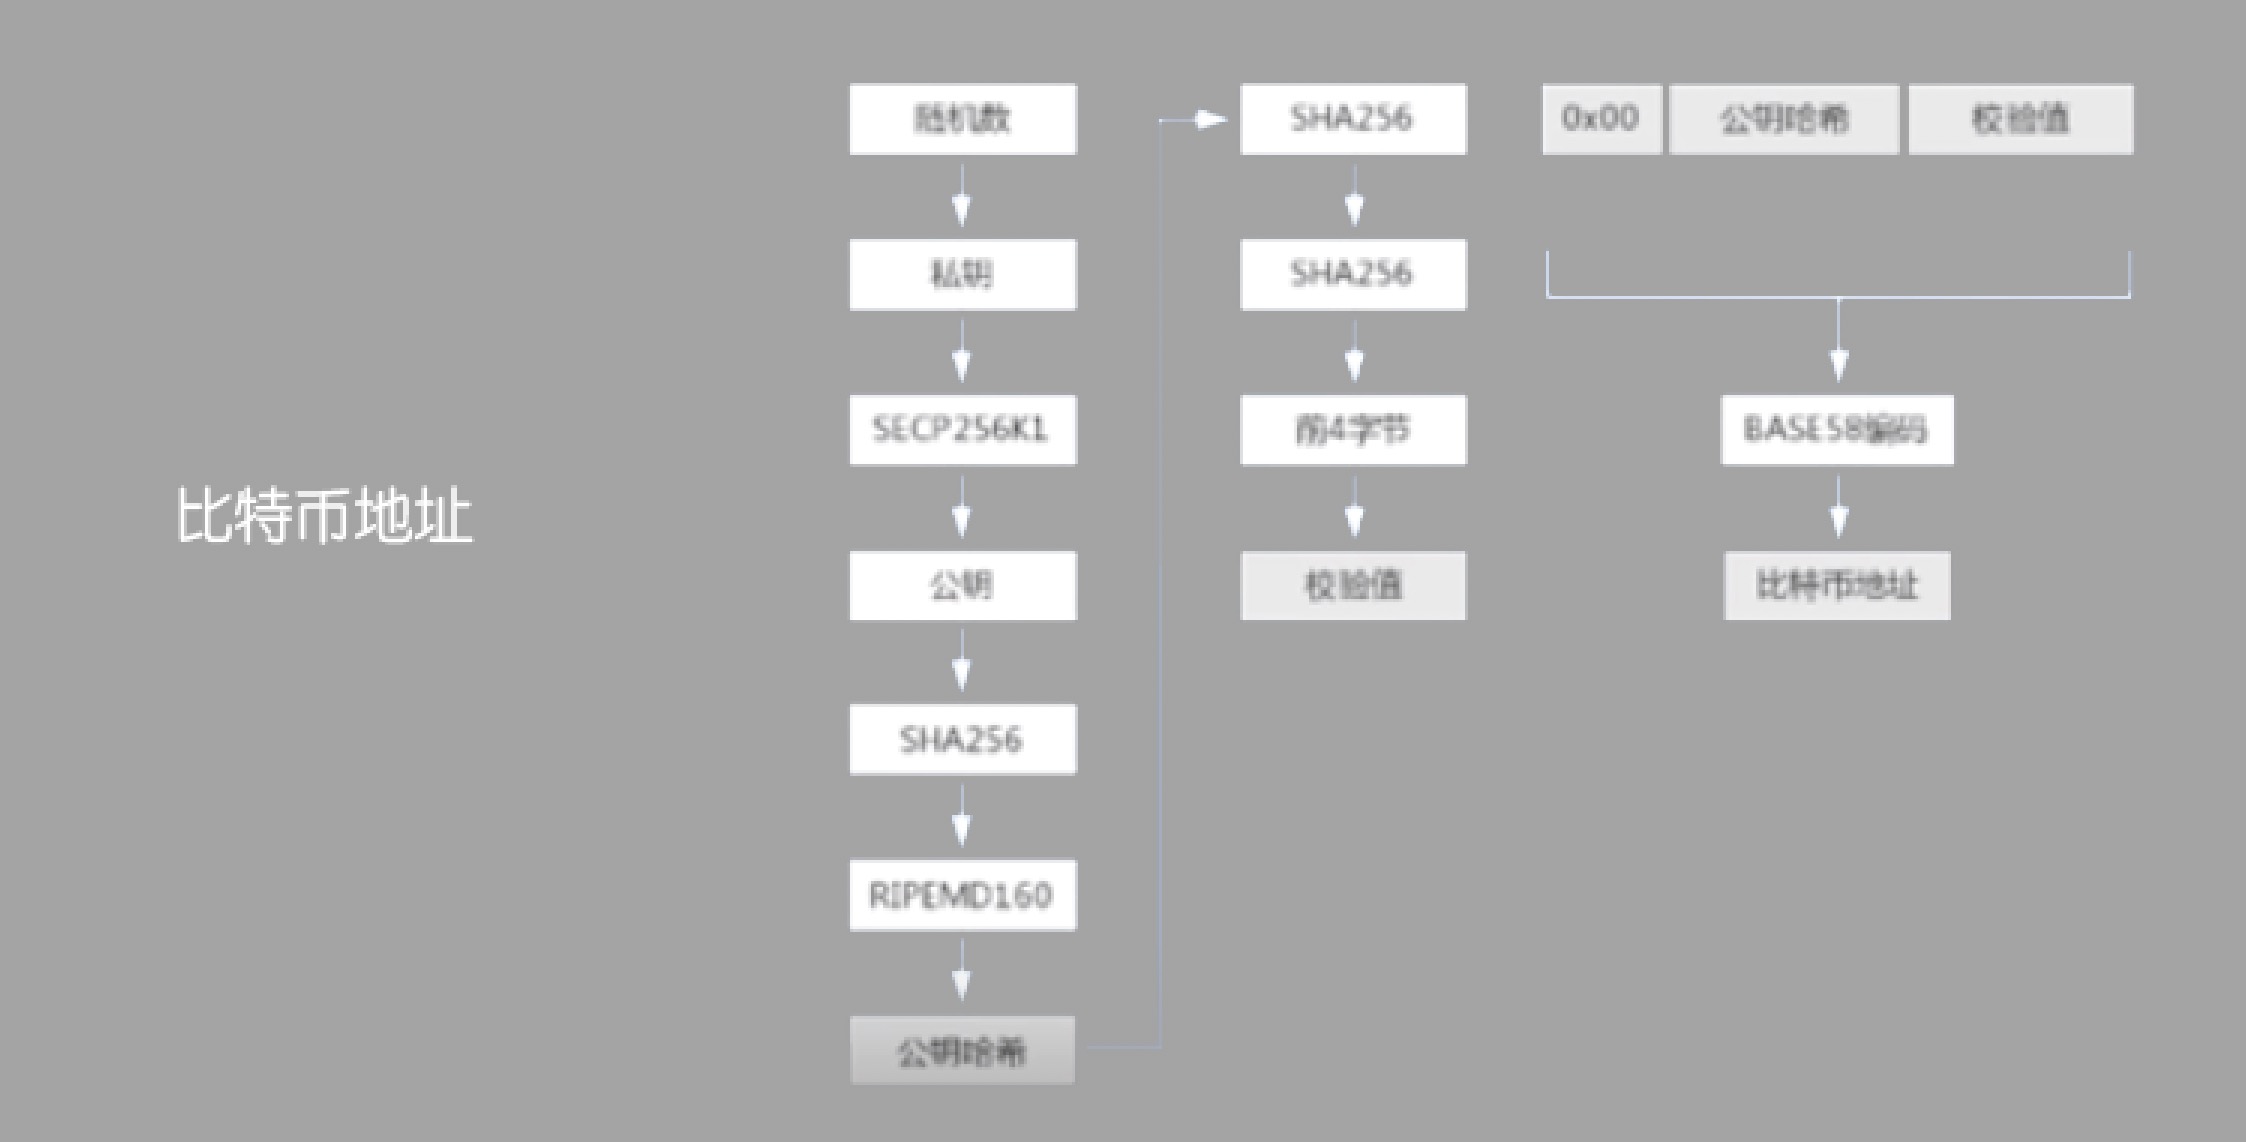 比特币地址
随机数
私钥
SECP256K1
公钥
SHA256
RIPEMD160
公钥哈希
SHA256
SHA256
前4字节
校验值
0x00 公钥哈希 校验值
BASE58编码
比特币地址